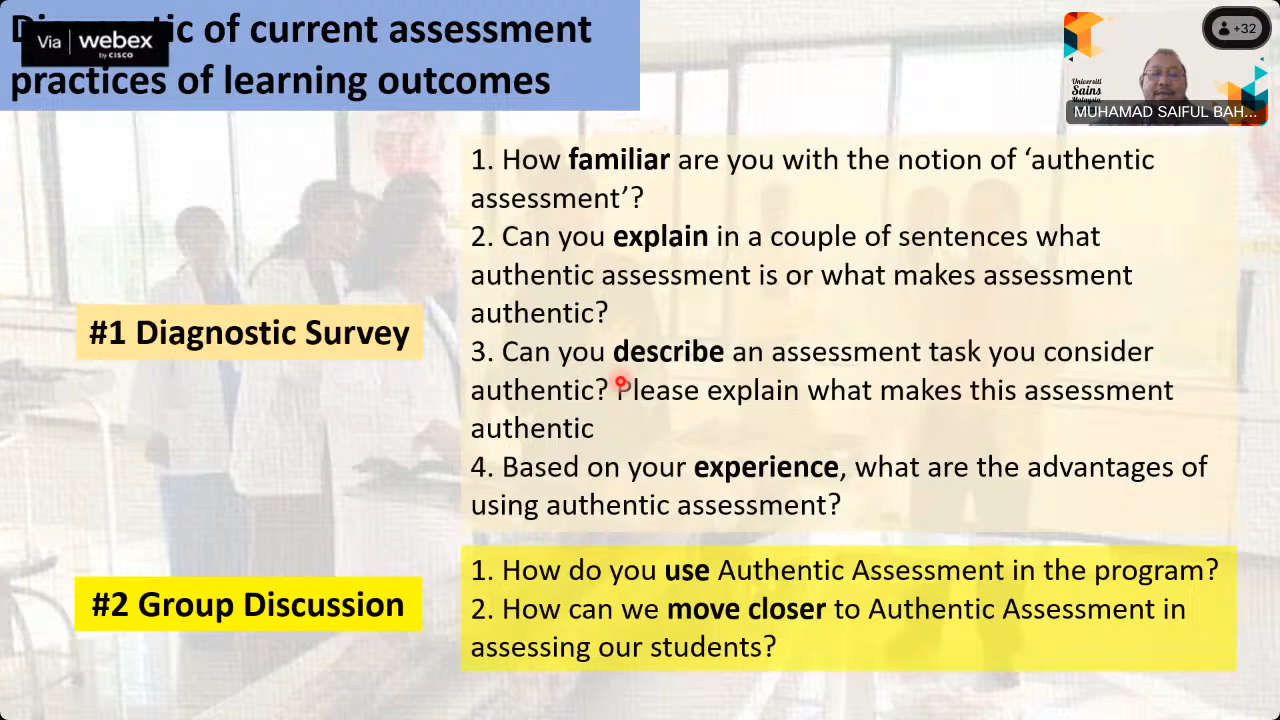 of current assessment
practices of learning outcomes
Via webex
by CISCO
+32
Universiti
Sains
Malaysia
MUHAMAD SAIFUL BAH...
1. How familiar are you with the notion of ‘authentic
assessment’?
2. Can you explain in a couple of sentences what
authentic assessment is or what makes assessment
authentic?
3. Can you describe an assessment task you consider
authentic? Please explain what makes this assessment
authentic
4. Based on your experience, what are the advantages of
using authentic assessment?
#1 Diagnostic Survey
1. How do you use Authentic Assessment in the program?
2. How can we move closer to Authentic Assessment in
assessing our students?
#2 Group Discussion